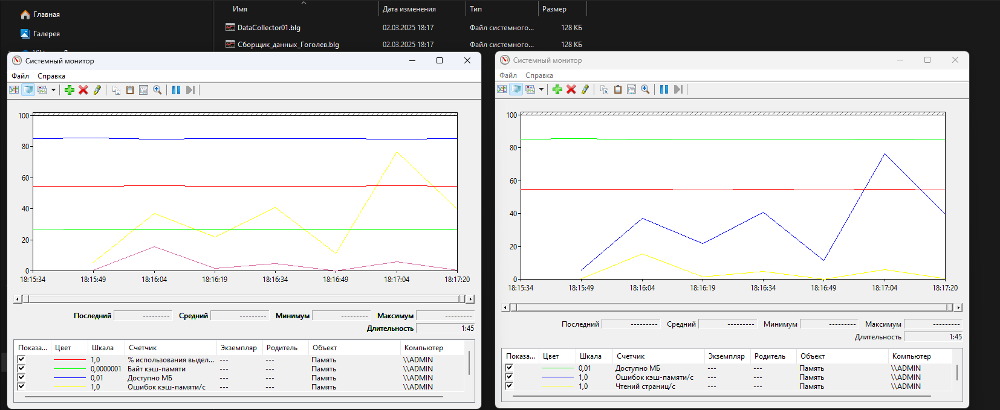 Главная
Галерея
Имя Дата изменения Тип Размер
DataCollector01.blg 02.03.2025 18:17 Файл системного... 128 КБ
Сборщик_данных_Гоголев.blg 02.03.2025 18:17 Файл системного... 128 КБ
Системный монитор
Файл Справка
100
80
60
40
20
0
18:15:34 18:15:49 18:16:04 18:16:19 18:16:34 18:16:49 18:17:04 18:17:20
Последний --------- Средний --------- Минимум --------- Максимум ---------
Длительность 1:45
Показа... Цвет Шкала Счетчик Экземпляр Родитель Объект Компьютер
1,0 % использования выдел... --- --- Память \\ADMIN
0,0000001 Байт кэш-памяти --- --- Память \\ADMIN
0,01 Доступно МБ --- --- Память \\ADMIN
1,0 Ошибок кэш-памяти/с --- --- Память \\ADMIN
Системный монитор
Файл Справка
100
80
60
40
20
0
18:15:34 18:15:49 18:16:04 18:16:19 18:16:34 18:16:49 18:17:04 18:17:20
Последний --------- Средний --------- Минимум --------- Максимум ---------
Длительность 1:45
Показа... Цвет Шкала Счетчик Экземпляр Родитель Объект Компьютер
0,01 Доступно МБ --- --- Память \\ADMIN
1,0 Ошибок кэш-памяти/с --- --- Память \\ADMIN
1,0 Чтений страниц/с --- --- Память \\ADMIN